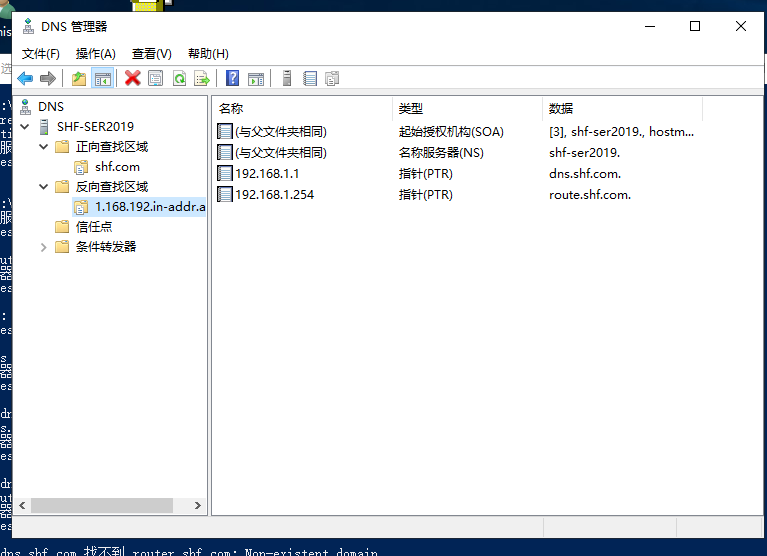 DNS 管理器
文件(F) 操作(A) 查看(V) 帮助(H)
DNS
SHF-SER2019
正向查找区域
shf.com
反向查找区域
1.168.192.in-addr.a
信任点
条件转发器
名称 类型 数据
(与父文件夹相同) 起始授权机构(SOA) [3], shf-ser2019., hostm...
(与父文件夹相同) 名称服务器(NS) shf-ser2019.
192.168.1.1 指针(PTR) dns.shf.com.
192.168.1.254 指针(PTR) route.shf.com.
dns.shf.com 找不到 router.shf.com: Non-existent domain